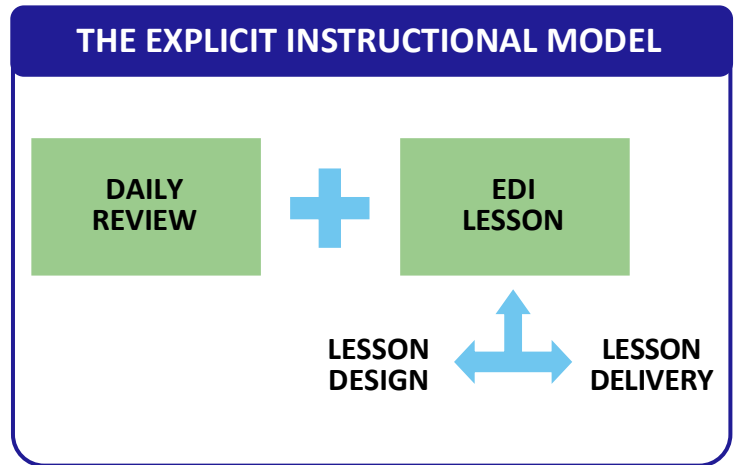 THE EXPLICIT INSTRUCTIONAL MODEL
DAILY
REVIEW
EDI
LESSON
LESSON
DESIGN
LESSON
DELIVERY